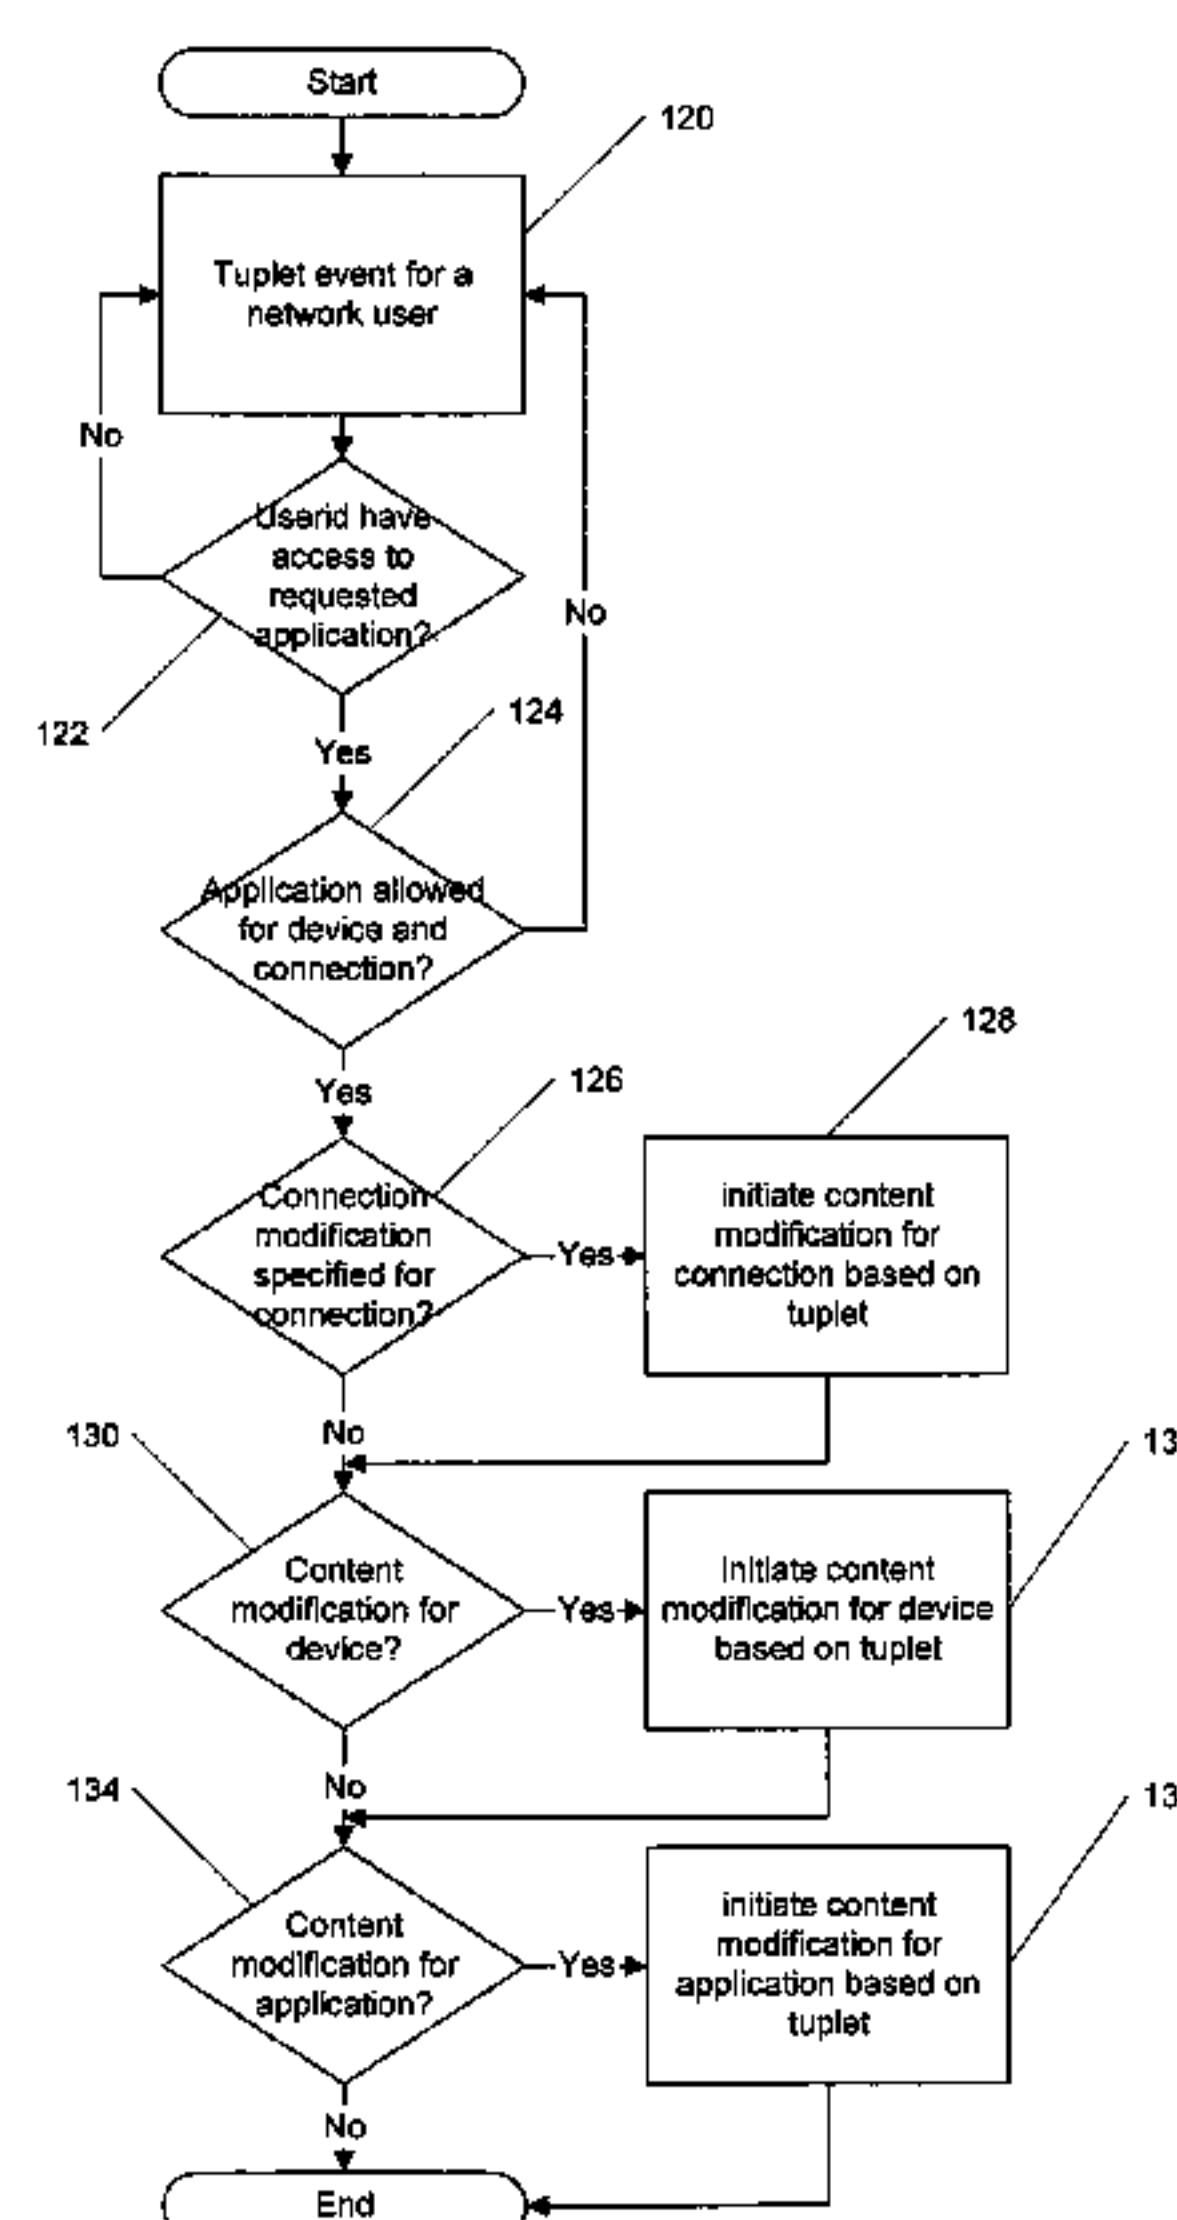 Start
120
Tuplet event for a
network user
No
Userid have
access to
requested
application?
No
122
Yes
124
Application allowed
for device and
connection?
128
Yes
126
Connection
modification
specified for
connection?
Yes
initiate content
modification for
connection based on
tuplet
130
No
13
Content
modification for
device?
Yes
initiate content
modification for device
based on tuplet
134
No
13
Content
modification for
application?
Yes
initiate content
modification for
application based on
tuplet
No
End